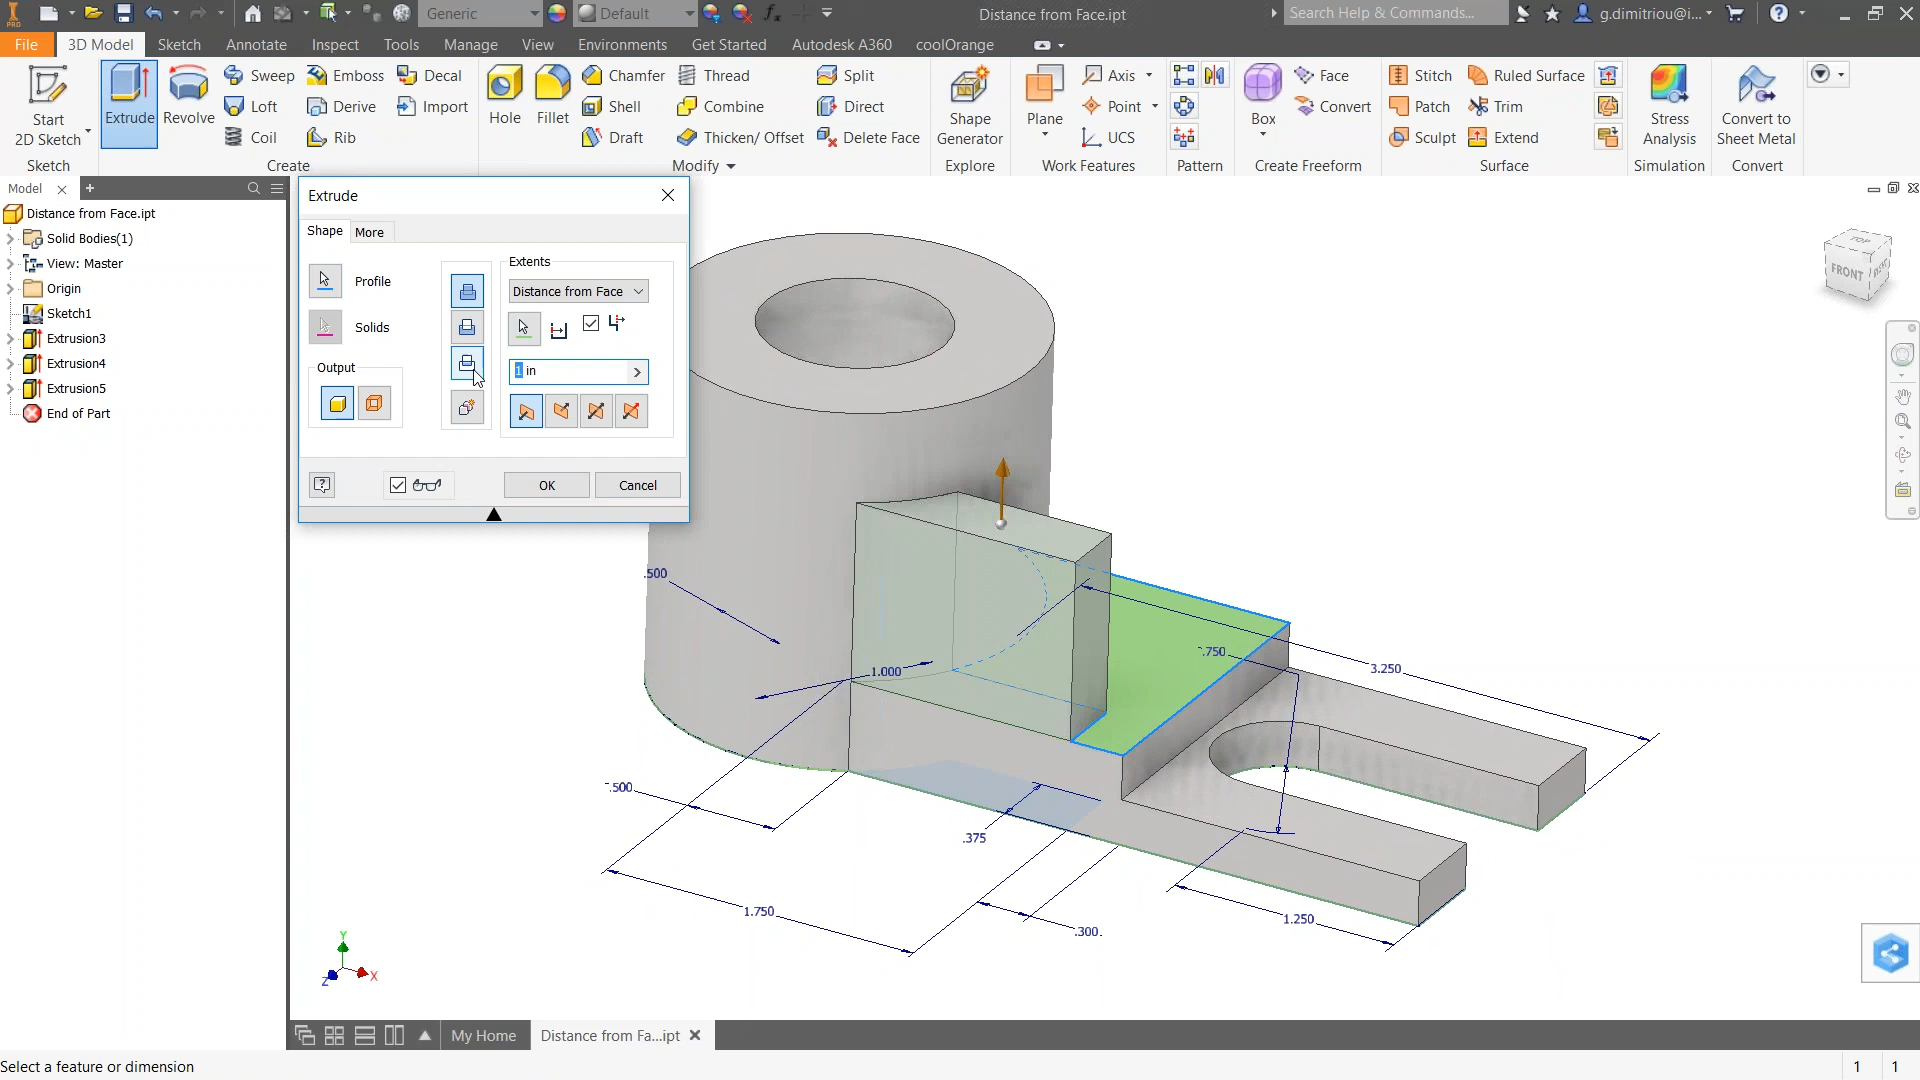 PRO
Generic
Default
Distance from Face.ipt
Search Help & Commands...
g.dimitriou@i...
File
3D Model
Sketch
Annotate
Inspect
Tools
Manage
View
Environments
Get Started
Autodesk A360
coolOrange
Start
2D Sketch
Extrude
Revolve
Sweep
Loft
Coil
Emboss
Derive
Rib
Decal
Import
Hole
Fillet
Chamfer
Shell
Draft
Thread
Combine
Thicken/ Offset
Split
Direct
Delete Face
Shape
Generator
Plane
Axis
Point
UCS
Box
Face
Convert
Stitch
Patch
Sculpt
Ruled Surface
Trim
Extend
Stress
Analysis
Convert to
Sheet Metal
Sketch
Create
Modify
Explore
Work Features
Pattern
Create Freeform
Surface
Simulation
Convert
Model
Distance from Face.ipt
Solid Bodies(1)
View: Master
Origin
Sketch1
Extrusion3
Extrusion4
Extrusion5
End of Part
Extrude
Shape
More
Profile
Solids
Output
Extents
Distance from Face
1 in
OK
Cancel
TOP
FRONT
.500
1.000
.750
3.250
.500
.375
1.750
.300
1.250
Y
X
Z
My Home
Distance from Fa...ipt
Select a feature or dimension
1
1